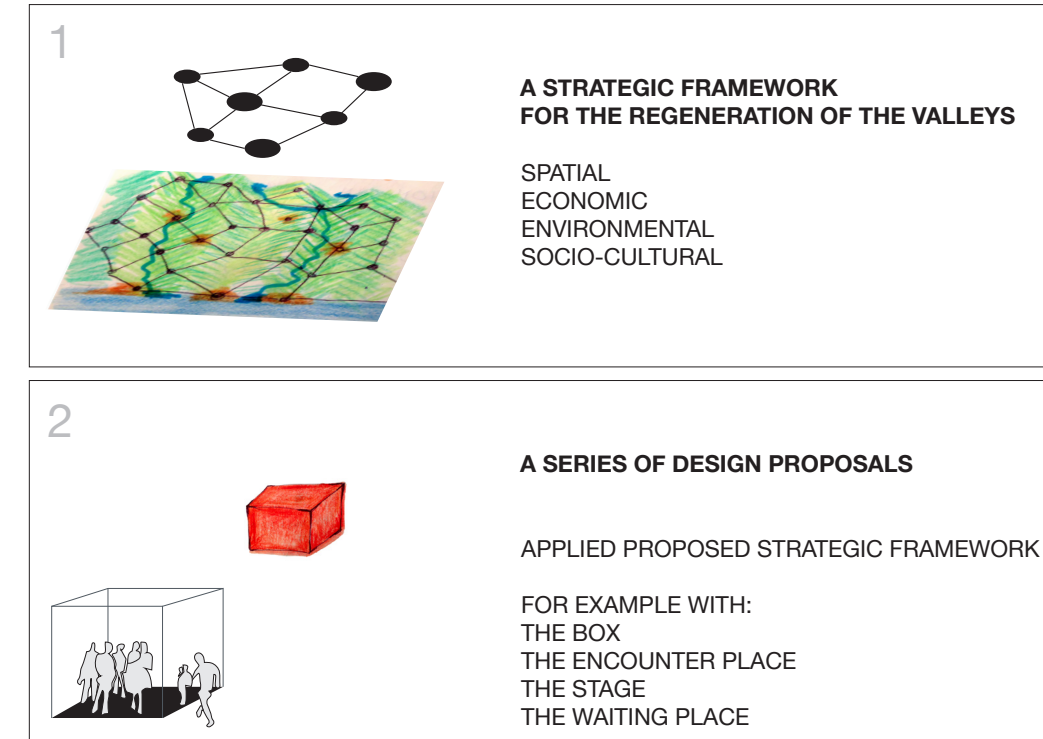 1
A STRATEGIC FRAMEWORK
FOR THE REGENERATION OF THE VALLEYS
SPATIAL
ECONOMIC
ENVIRONMENTAL
SOCIO-CULTURAL
2
A SERIES OF DESIGN PROPOSALS
APPLIED PROPOSED STRATEGIC FRAMEWORK
FOR EXAMPLE WITH:
THE BOX
THE ENCOUNTER PLACE
THE STAGE
THE WAITING PLACE